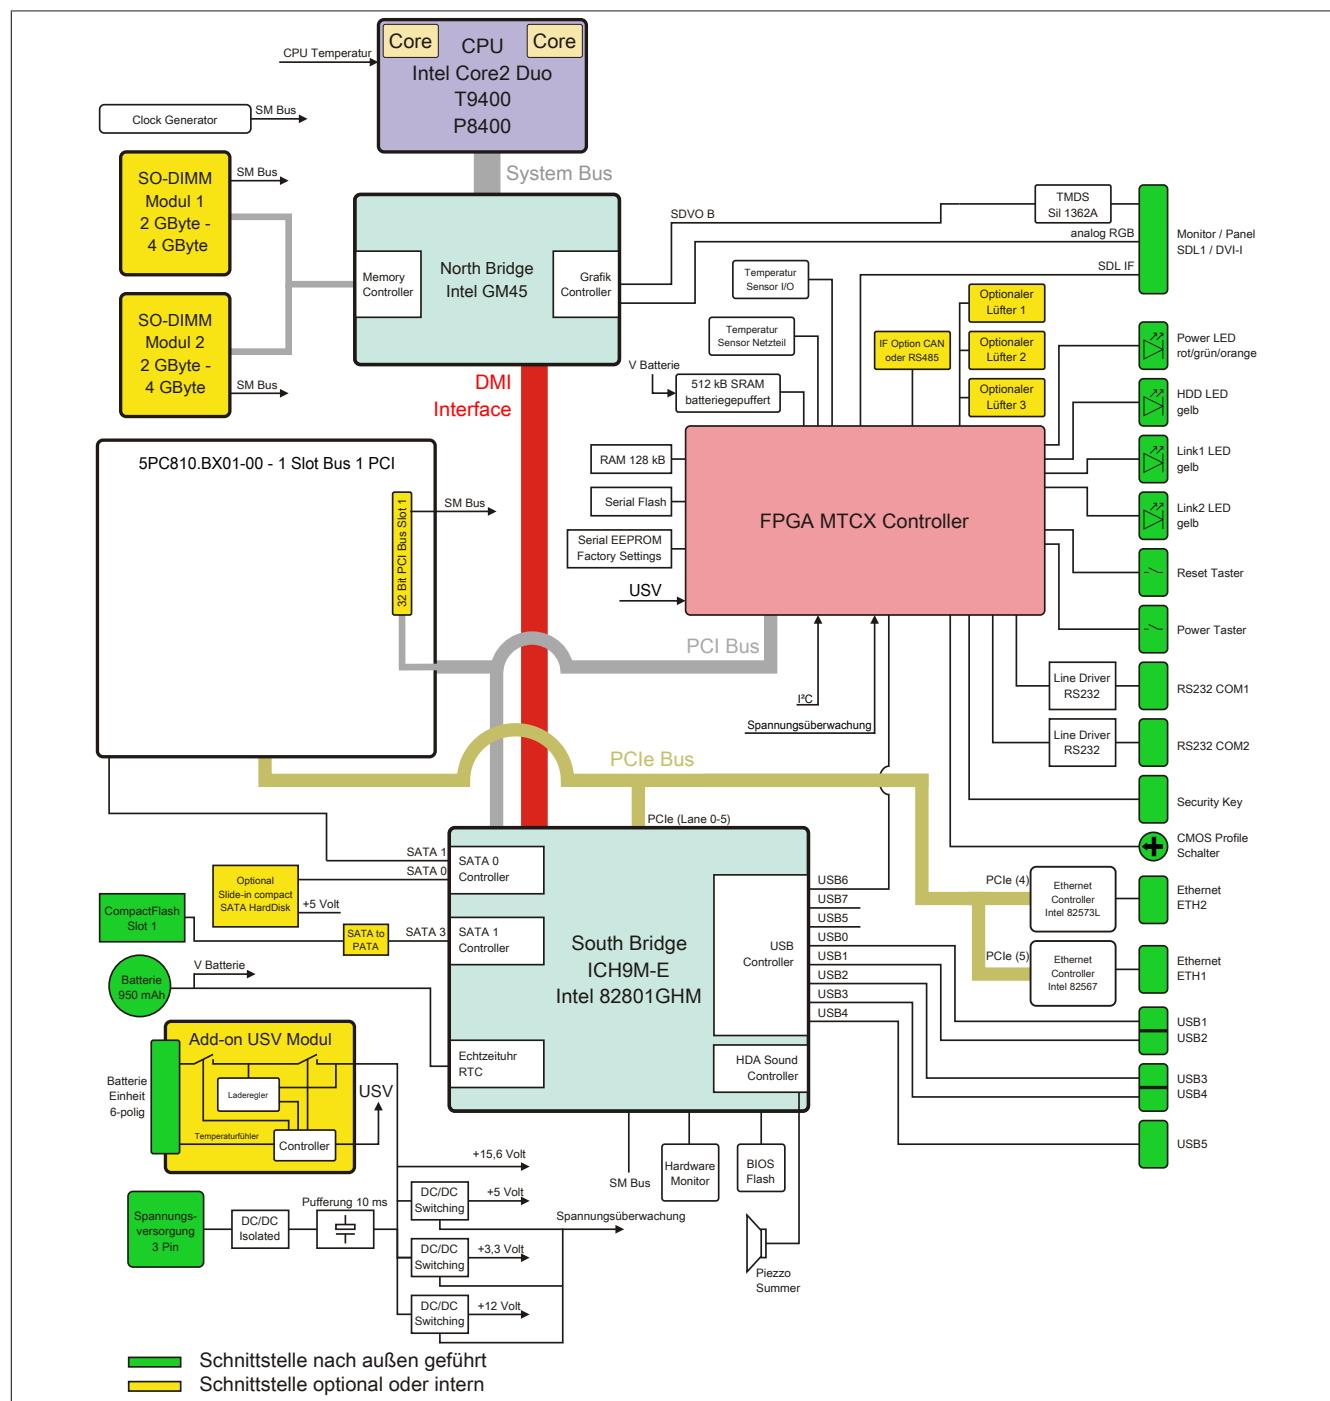 Core
CPU
Core
Intel Core2 Duo
T9400
P8400
CPU Temperatur
Clock Generator
SM Bus
SO-DIMM
Modul 1
2 GByte -
4 GByte
SM Bus
SO-DIMM
Modul 2
2 GByte -
4 GByte
SM Bus
System Bus
Memory
Controller
North Bridge
Intel GM45
Grafik
Controller
DMI
Interface
SDVO B
TMDS
Sil 1362A
analog RGB
SDL IF
Monitor / Panel
SDL1 / DVI-I
Temperatur
Sensor I/O
Temperatur
Sensor Netzteil
V Batterie
512 kB SRAM
batteriegepuffert
IF Option CAN
oder RS485
Optionaler
Lüfter 1
Optionaler
Lüfter 2
Optionaler
Lüfter 3
Power LED
rot/grün/orange
HDD LED
gelb
Link1 LED
gelb
Link2 LED
gelb
Reset Taster
Power Taster
RAM 128 kB
Serial Flash
Serial EEPROM
Factory Settings
USV
FPGA MTCX Controller
5PC810.BX01-00 - 1 Slot Bus 1 PCI
32 Bit PCI Bus Slot 1
SM Bus
PCI Bus
I²C
Spannungsüberwachung
Line Driver
RS232
RS232 COM1
Line Driver
RS232
RS232 COM2
Security Key
CMOS Profile
Schalter
PCIe Bus
PCIe (Lane 0-5)
PCIe (4)
Ethernet
Controller
Intel 82573L
Ethernet
ETH2
PCIe (5)
Ethernet
Controller
Intel 82567
Ethernet
ETH1
SATA 1
SATA 0
SATA 0
Controller
Optional
Slide-in compact
SATA HardDisk
+5 Volt
CompactFlash
Slot 1
SATA to
PATA
SATA 3
SATA 1
Controller
South Bridge
ICH9M-E
Intel 82801GHM
USB
Controller
USB6
USB7
USB5
USB0
USB1
USB2
USB3
USB4
USB1
USB2
USB3
USB4
USB5
Batterie
950 mAh
V Batterie
Echtzeituhr
RTC
HDA Sound
Controller
Add-on USV Modul
Batterie
Einheit
6-polig
Laderegler
Temperaturfühler
Controller
USV
SM Bus
Hardware
Monitor
BIOS
Flash
Piezzo
Summer
+15,6 Volt
Spannungs-
versorgung
3 Pin
DC/DC
Isolated
Pufferung 10 ms
DC/DC
Switching
+5 Volt
Spannungsüberwachung
DC/DC
Switching
+3,3 Volt
DC/DC
Switching
+12 Volt
Schnittstelle nach außen geführt
Schnittstelle optional oder intern